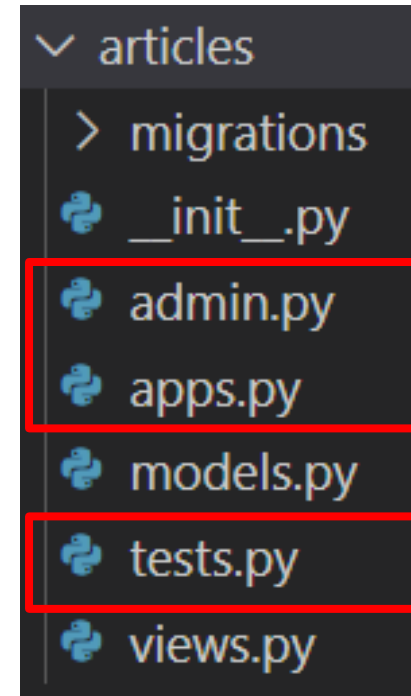 articles
migrations
__init__.py
admin.py
apps.py
models.py
tests.py
views.py